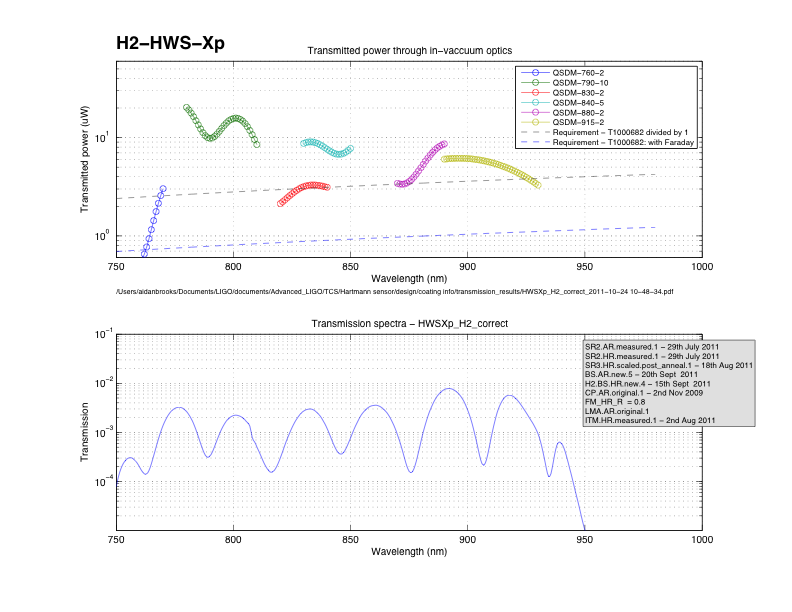 H2−HWS−Xp
Transmitted power through in−vacuum optics
Transmitted power (uW)
10^1
10^0
QSDM−760−2
QSDM−790−10
QSDM−830−2
QSDM−840−5
QSDM−880−2
QSDM−915−2
Requirement − T1000682 divided by 1
Requirement − T1000682: with Faraday
750 800 850 900 950 1000
Wavelength (nm)
/Users/aidanbrooks/Documents/LIGO/documents/Advanced_LIGO/TCS/Hartmann sensor/design/coating info/transmission_results/HWSXp_H2_correct_2011−10−24 10−48−34.pdf
Transmission spectra − HWSXp_H2_correct
Transmission
10^−1
10^−2
10^−3
10^−4
SR2.AR.measured.1 − 29th July 2011
SR2.HR.measured.1 − 29th July 2011
SR3.HR.scaled.post_anneal.1 − 18th Aug 2011
BS.AR.new.5 − 20th Sept 2011
H2.BS.HR.new.4 − 15th Sept 2011
CP.AR.original.1 − 2nd Nov 2009
FM_HR_R = 0.8
LMA.AR.original.1
ITM.HR.measured.1 − 2nd Aug 2011
750 800 850 900 950 1000
Wavelength (nm)